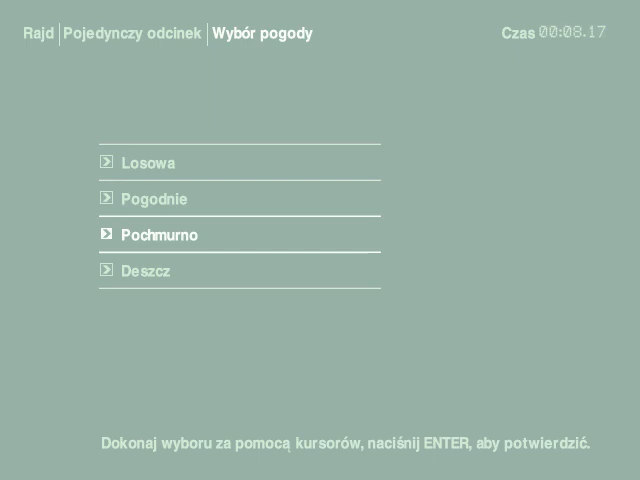 Rajd Pojedynczy odcinek Wybór pogody Czas 00:08.17
Losowa
Pogodnie
Pochmurno
Deszcz
Dokonaj wyboru za pomocą kursorów, naciśnij ENTER, aby potwierdzić.